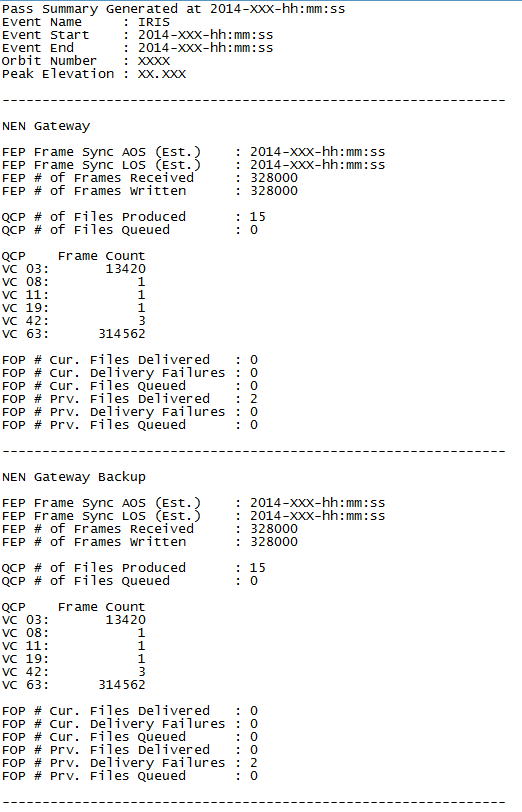 Pass Summary Generated at 2014-XXX-hh:mm:ss
Event Name     : IRIS
Event Start    : 2014-XXX-hh:mm:ss
Event End      : 2014-XXX-hh:mm:ss
Orbit Number   : XXXX
Peak Elevation : XX.XXX
---------------------------------------------------------------
NEN Gateway
FEP Frame Sync AOS (Est.)    : 2014-XXX-hh:mm:ss
FEP Frame Sync LOS (Est.)    : 2014-XXX-hh:mm:ss
FEP # of Frames Received     : 328000
FEP # of Frames Written      : 328000
QCP # of Files Produced      : 15
QCP # of Files Queued        : 0
QCP    Frame Count
VC 03:       13420
VC 08:           1
VC 11:           1
VC 19:           1
VC 42:           3
VC 63:      314562
FOP # Cur. Files Delivered   : 0
FOP # Cur. Delivery Failures : 0
FOP # Cur. Files Queued      : 0
FOP # Prv. Files Delivered   : 2
FOP # Prv. Delivery Failures : 0
FOP # Prv. Files Queued      : 0
---------------------------------------------------------------
NEN Gateway Backup
FEP Frame Sync AOS (Est.)    : 2014-XXX-hh:mm:ss
FEP Frame Sync LOS (Est.)    : 2014-XXX-hh:mm:ss
FEP # of Frames Received     : 328000
FEP # of Frames Written      : 328000
QCP # of Files Produced      : 15
QCP # of Files Queued        : 0
QCP    Frame Count
VC 03:       13420
VC 08:           1
VC 11:           1
VC 19:           1
VC 42:           3
VC 63:      314562
FOP # Cur. Files Delivered   : 0
FOP # Cur. Delivery Failures : 0
FOP # Cur. Files Queued      : 0
FOP # Prv. Files Delivered   : 0
FOP # Prv. Delivery Failures : 2
FOP # Prv. Files Queued      : 0
---------------------------------------------------------------